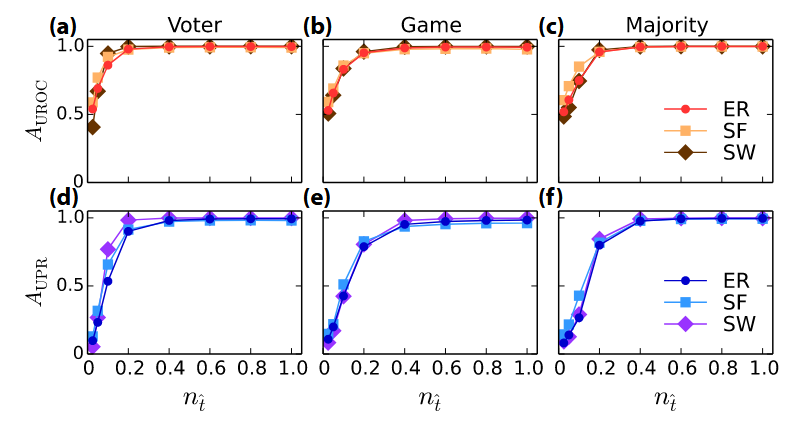 (a) Voter (b) Game (c) Majority
1.0
0.5
0
A_UROC
ER
SF
SW
(d) (e) (f)
1.0
0.5
0
A_UPR
ER
SF
SW
0 0.2 0.4 0.6 0.8 1.0 0 0.2 0.4 0.6 0.8 1.0 0 0.2 0.4 0.6 0.8 1.0
n_t̂ n_t̂ n_t̂